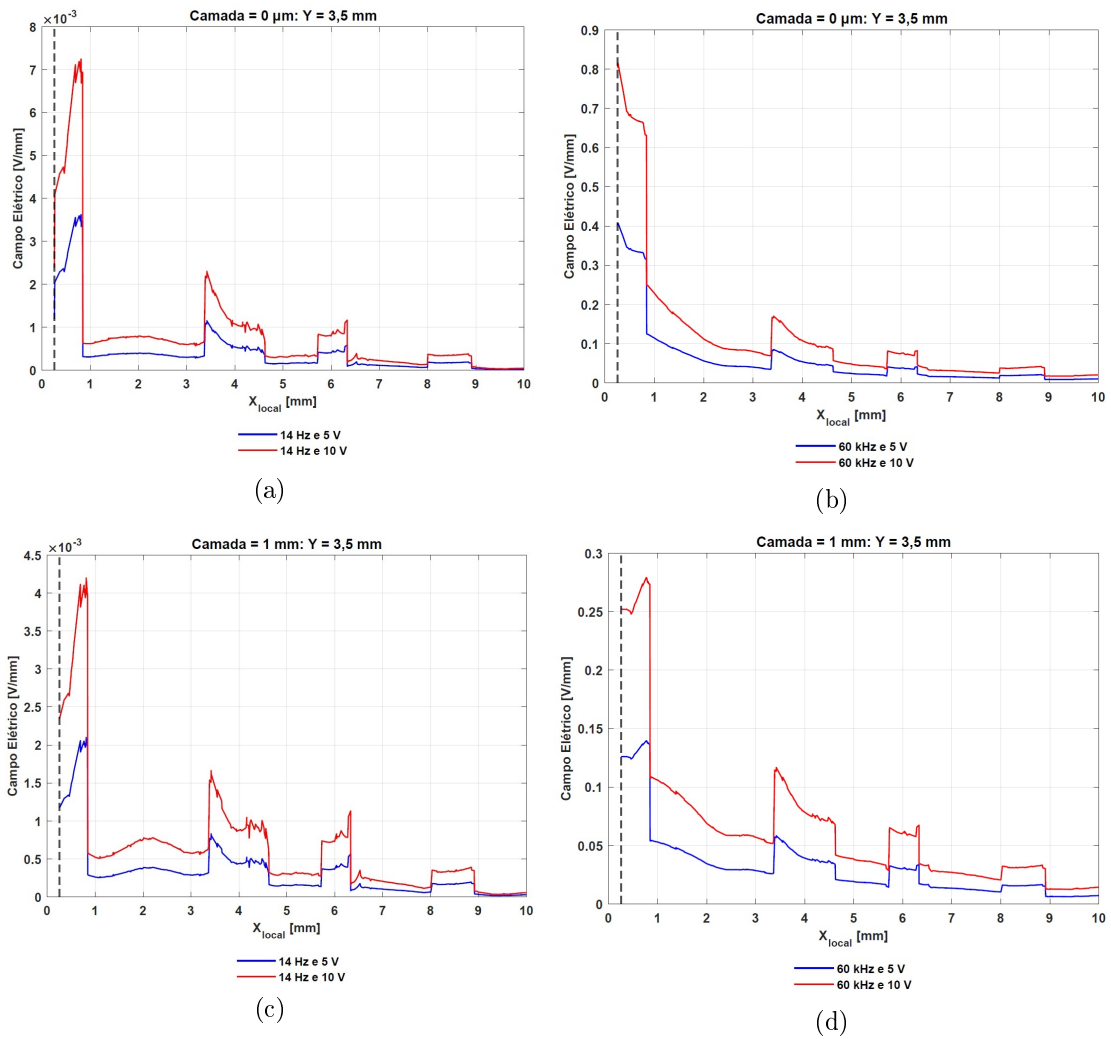 Camada = 0 µm: Y = 3,5 mm
×10⁻³
8
7
6
5
4
3
2
1
0
Campo Elétrico [V/mm]
0 1 2 3 4 5 6 7 8 9 10
X_local [mm]
14 Hz e 5 V
14 Hz e 10 V
(a)
Camada = 0 µm: Y = 3,5 mm
0.9
0.8
0.7
0.6
0.5
0.4
0.3
0.2
0.1
0
Campo Elétrico [V/mm]
0 1 2 3 4 5 6 7 8 9 10
X_local [mm]
60 kHz e 5 V
60 kHz e 10 V
(b)
Camada = 1 mm: Y = 3,5 mm
×10⁻³
4.5
4
3.5
3
2.5
2
1.5
1
0.5
0
Campo Elétrico [V/mm]
0 1 2 3 4 5 6 7 8 9 10
X_local [mm]
14 Hz e 5 V
14 Hz e 10 V
(c)
Camada = 1 mm: Y = 3,5 mm
0.3
0.25
0.2
0.15
0.1
0.05
0
Campo Elétrico [V/mm]
0 1 2 3 4 5 6 7 8 9 10
X_local [mm]
60 kHz e 5 V
60 kHz e 10 V
(d)